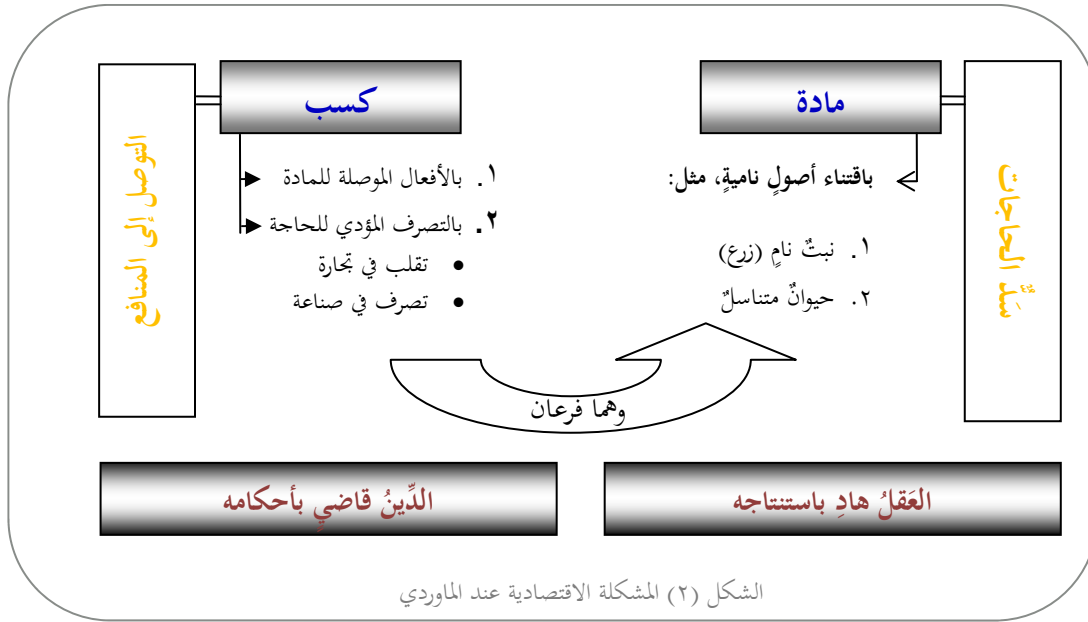 سَدُّ الحاجات
مادة
باقتناء أصولٍ ناميةٍ، مثل:
١. نبتٌ نامٍ (زرع)
٢. حيوانٌ متناسلٌ
كسب
١. بالأفعال الموصلة للمادة
٢. بالتصرف المؤدي للحاجة
• تقلب في تجارة
• تصرف في صناعة
التوصل إلى المنافع
وهما فرعان
العَقلُ هادِ باستنتاجه
الدِّينُ قاضيِ بأحكامه
الشكل (٢) المشكلة الاقتصادية عند الماوردي